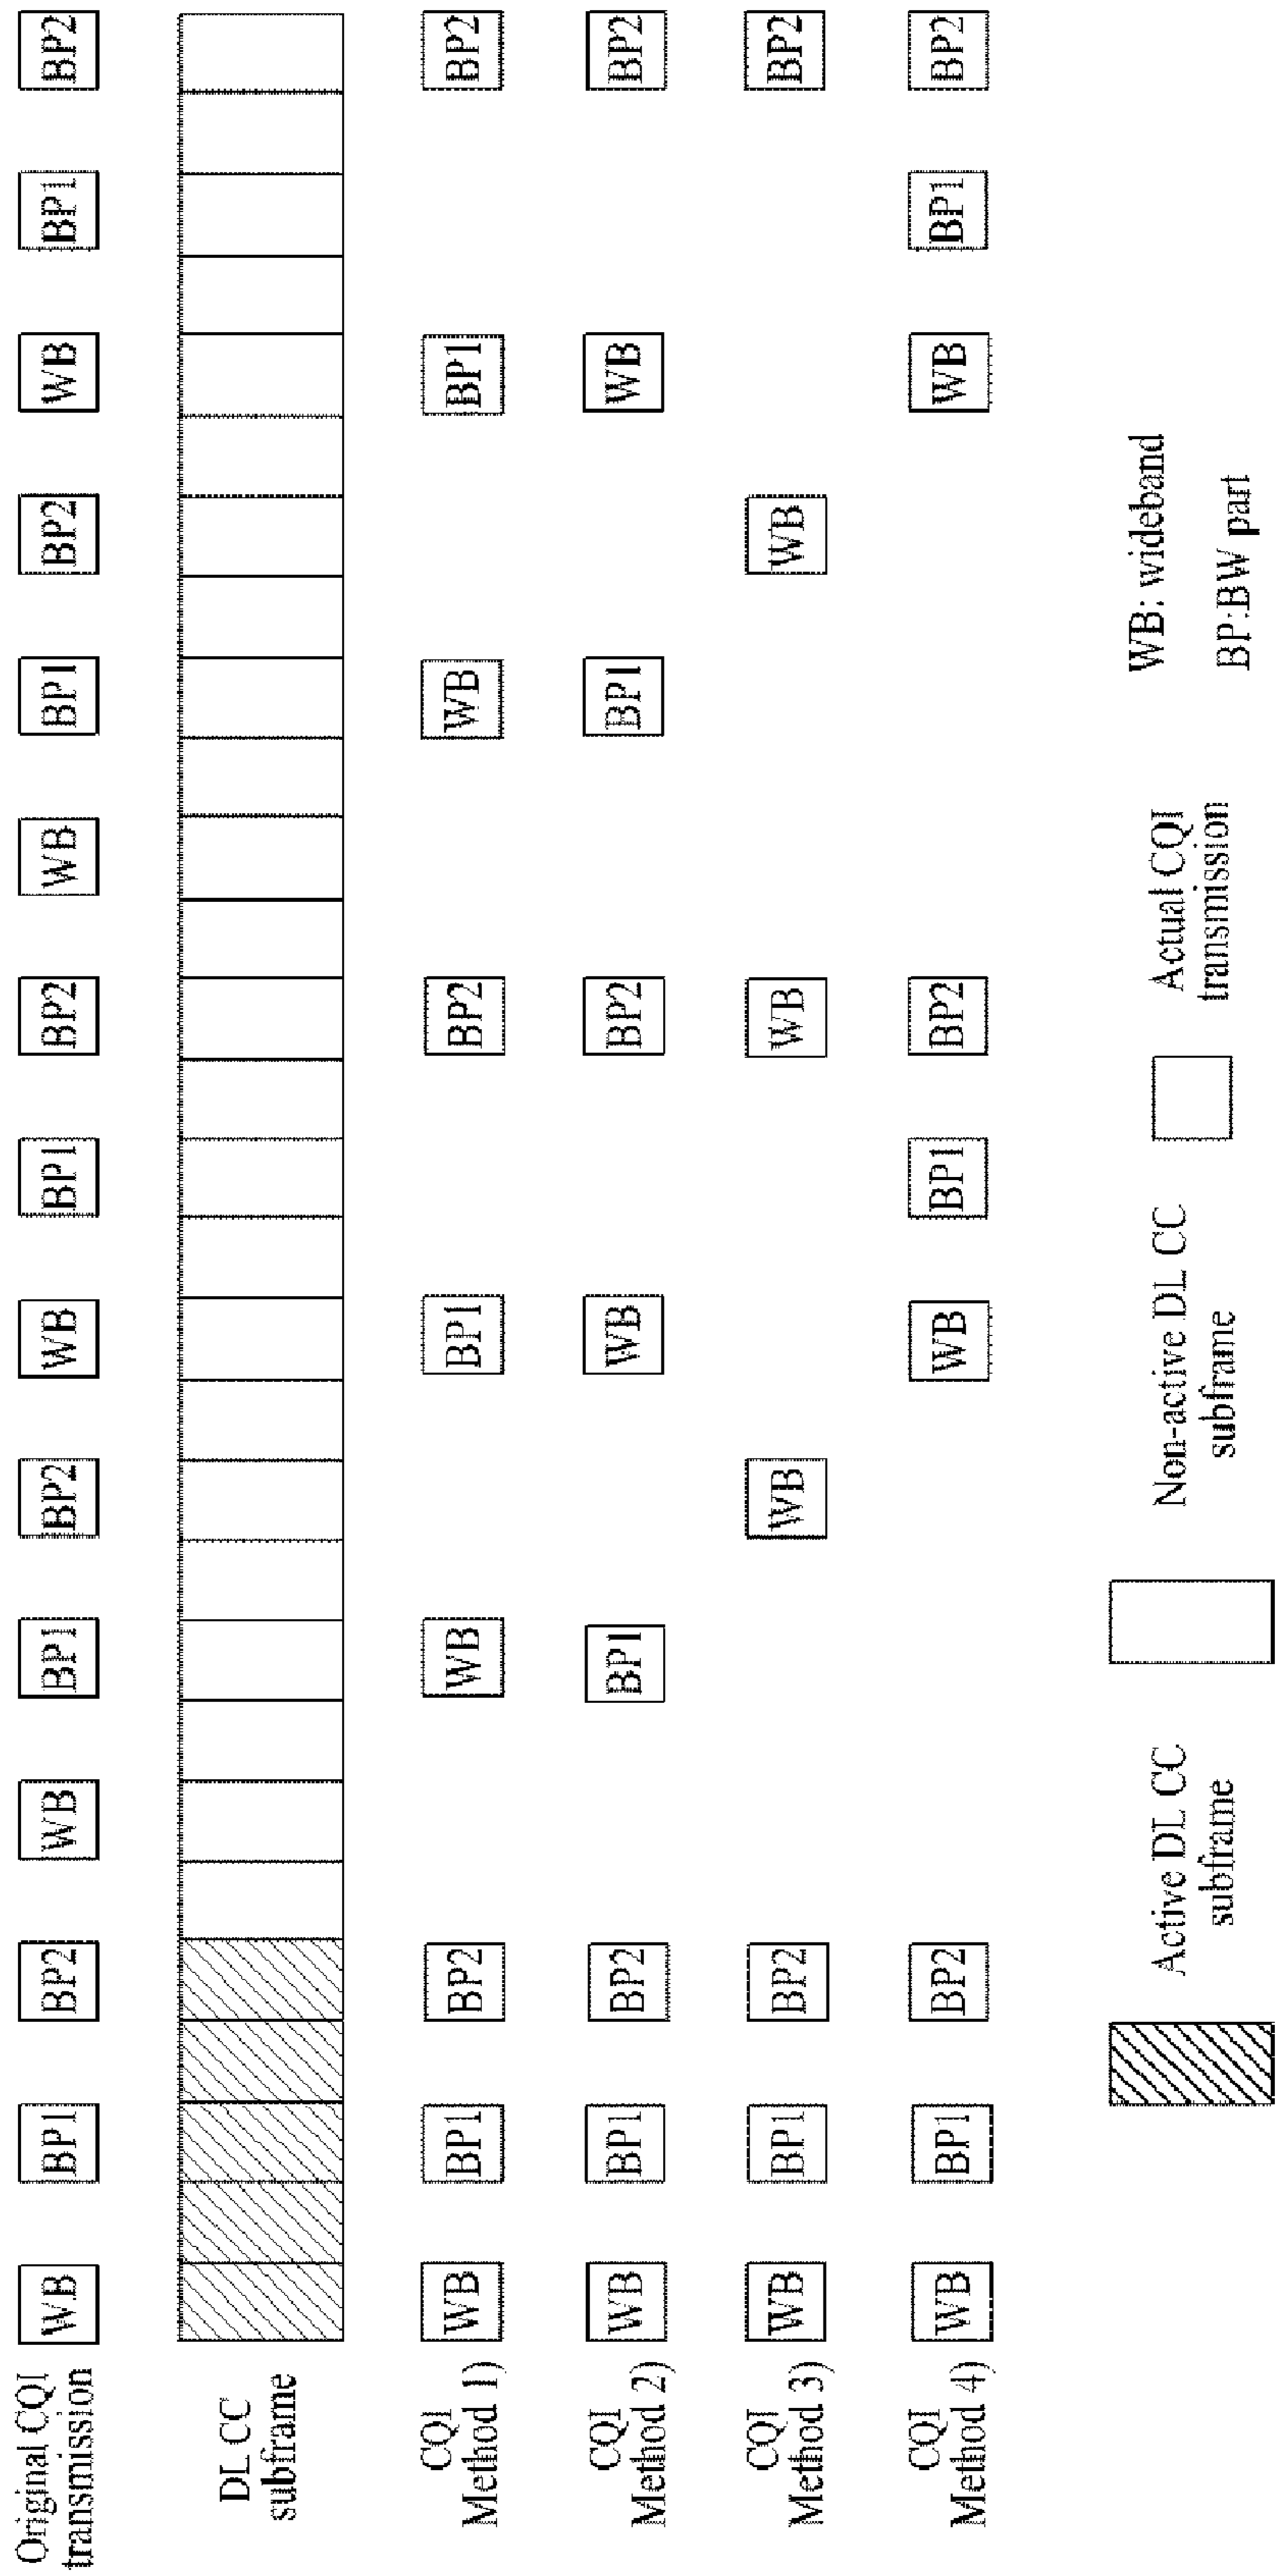 Original CQI
transmission
WB BP1 BP2 WB BP1 BP2 WB BP1 BP2 WB BP1 BP2 WB BP1 BP2
DL CC
subframe
CQI
Method 1)
WB BP1 BP2 WB BP1 BP2 WB BP1 BP2
CQI
Method 2)
WB BP1 BP2 BP1 WB BP2 BP1 WB BP2
CQI
Method 3)
WB BP1 BP2 WB WB WB BP2
CQI
Method 4)
WB BP1 BP2 WB BP1 BP2 WB BP1 BP2
Active DL CC
subframe
Non-active DL CC
subframe
Actual CQI
transmission
WB: wideband
BP:BW part